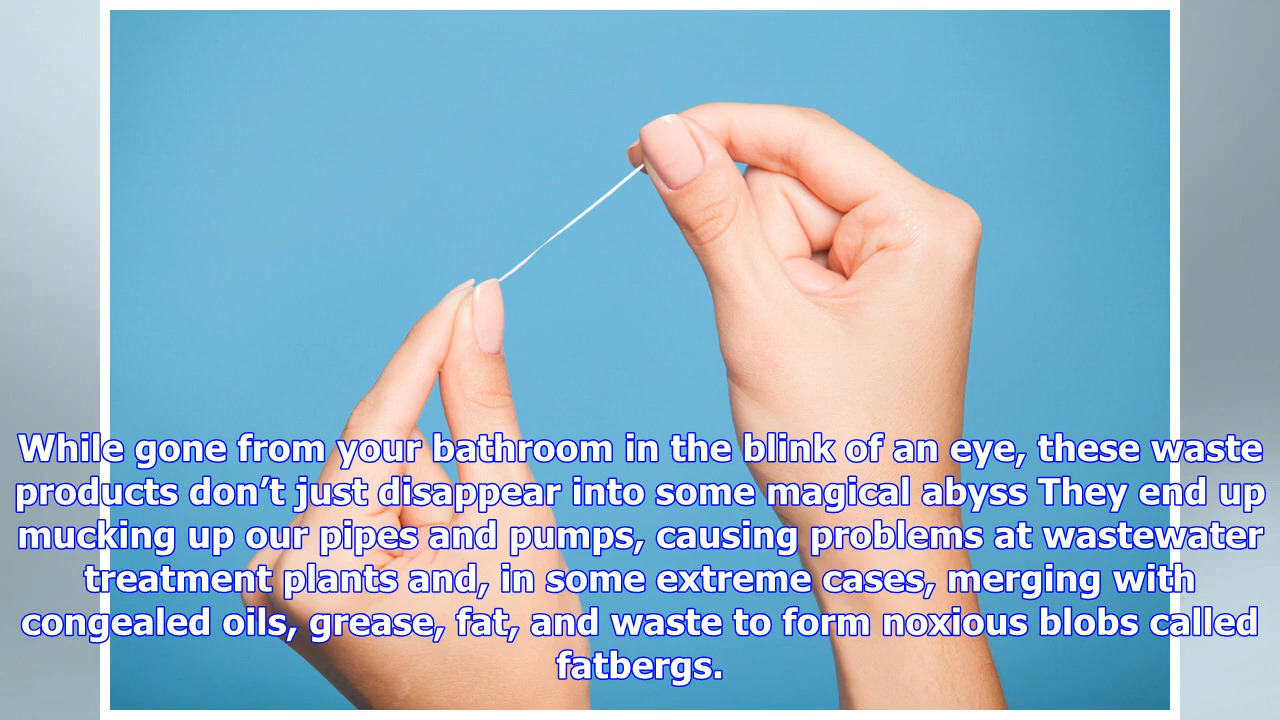 While gone from your bathroom in the blink of an eye, these waste
products don’t just disappear into some magical abyss They end up
mucking up our pipes and pumps, causing problems at wastewater
treatment plants and, in some extreme cases, merging with
congealed oils, grease, fat, and waste to form noxious blobs called
fatbergs.